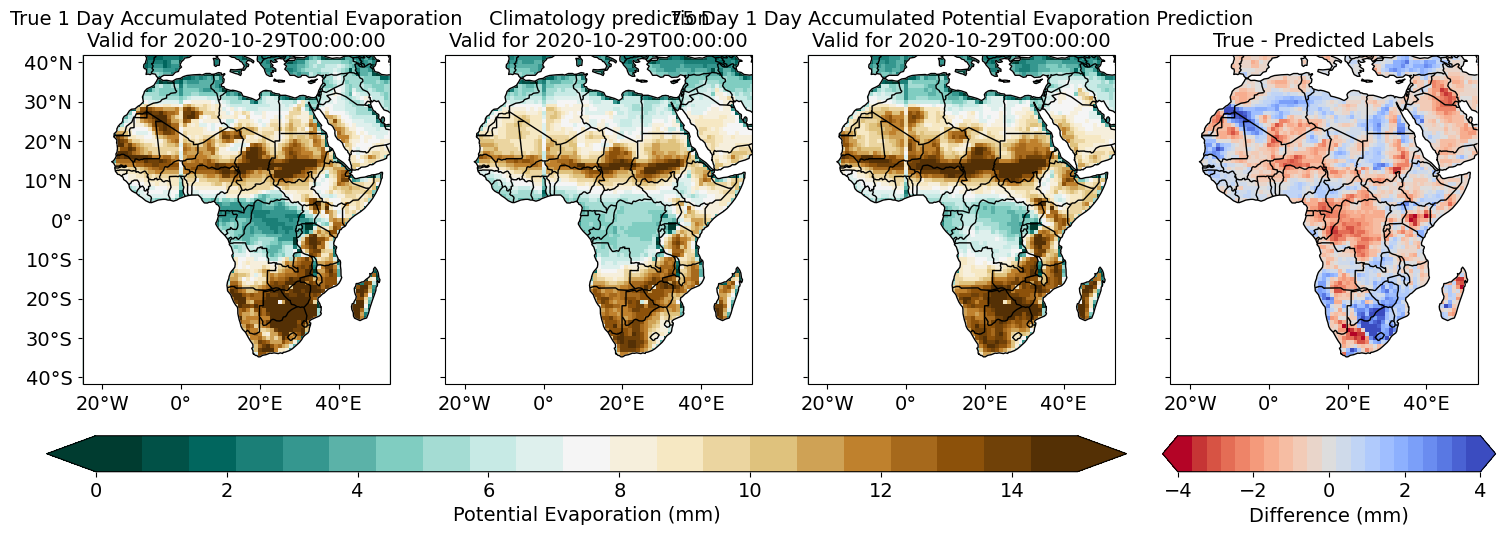 True 1 Day Accumulated Potential Evaporation
Valid for 2020-10-29T00:00:00
Climatology prediction
Valid for 2020-10-29T00:00:00
75 Day 1 Day Accumulated Potential Evaporation Prediction
Valid for 2020-10-29T00:00:00
True - Predicted Labels
40°N
30°N
20°N
10°N
0°
10°S
20°S
30°S
40°S
20°W 0° 20°E 40°E
20°W 0° 20°E 40°E
20°W 0° 20°E 40°E
20°W 0° 20°E 40°E
0 2 4 6 8 10 12 14
Potential Evaporation (mm)
−4 −2 0 2 4
Difference (mm)